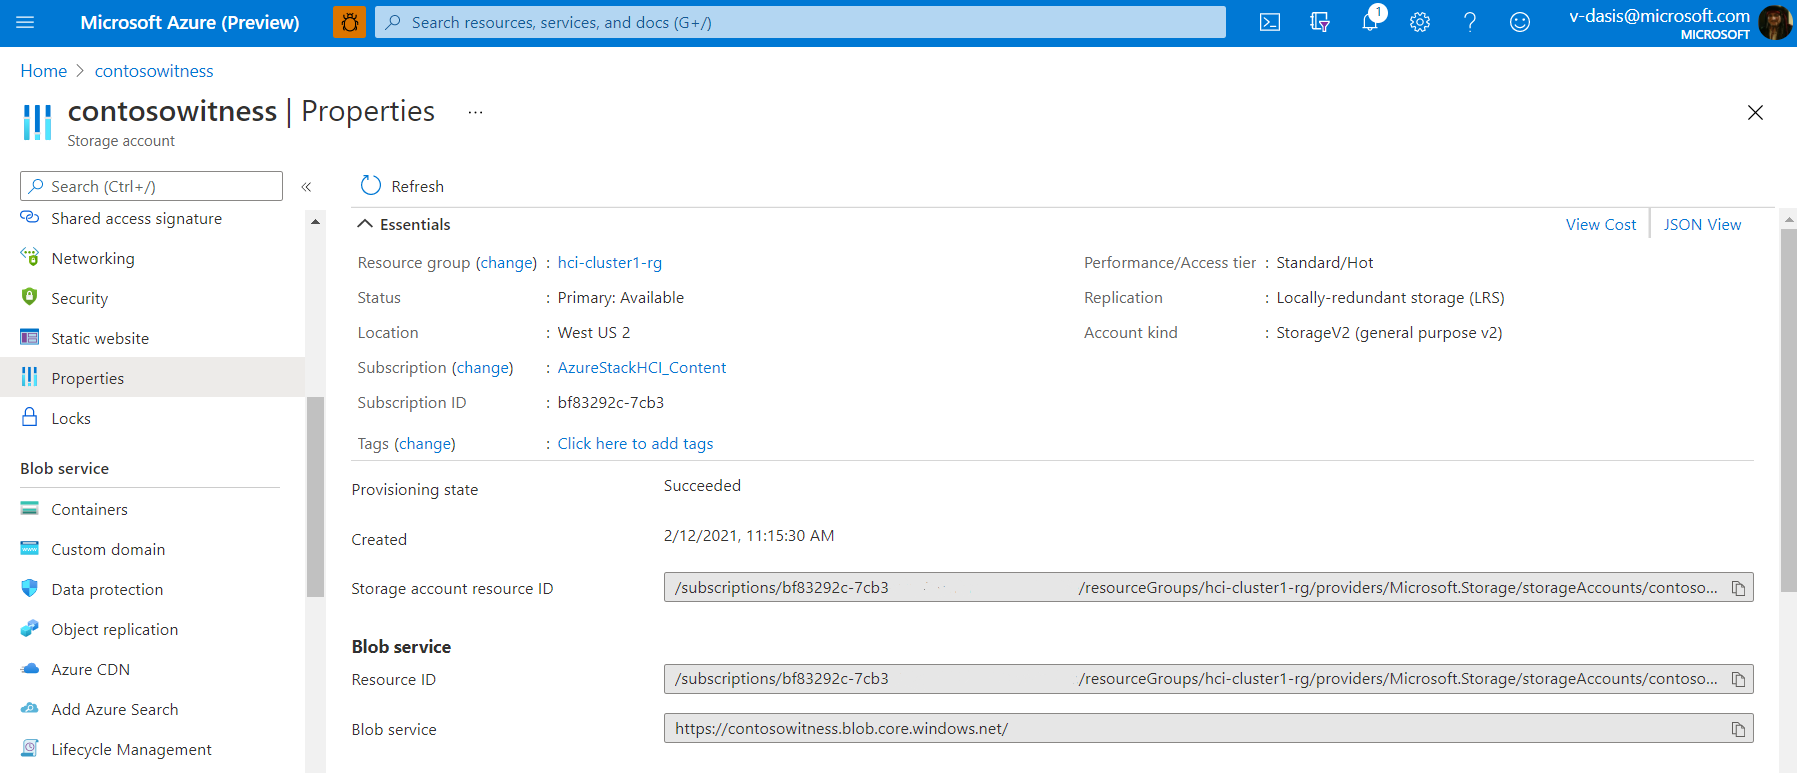 Microsoft Azure (Preview)
Search resources, services, and docs (G+/)
1
v-dasis@microsoft.com
MICROSOFT
Home > contosowitness
contosowitness | Properties ...
Storage account
Search (Ctrl+/) «
Shared access signature
Networking
Security
Static website
Properties
Locks
Blob service
Containers
Custom domain
Data protection
Object replication
Azure CDN
Add Azure Search
Lifecycle Management
Refresh
Essentials
View Cost
JSON View
Resource group (change) : hci-cluster1-rg
Status : Primary: Available
Location : West US 2
Subscription (change) : AzureStackHCI_Content
Subscription ID : bf83292c-7cb3
Tags (change) : Click here to add tags
Performance/Access tier : Standard/Hot
Replication : Locally-redundant storage (LRS)
Account kind : StorageV2 (general purpose v2)
Provisioning state Succeeded
Created 2/12/2021, 11:15:30 AM
Storage account resource ID /subscriptions/bf83292c-7cb3 /resourceGroups/hci-cluster1-rg/providers/Microsoft.Storage/storageAccounts/contoso...
Blob service
Resource ID /subscriptions/bf83292c-7cb3 /resourceGroups/hci-cluster1-rg/providers/Microsoft.Storage/storageAccounts/contoso...
Blob service https://contosowitness.blob.core.windows.net/